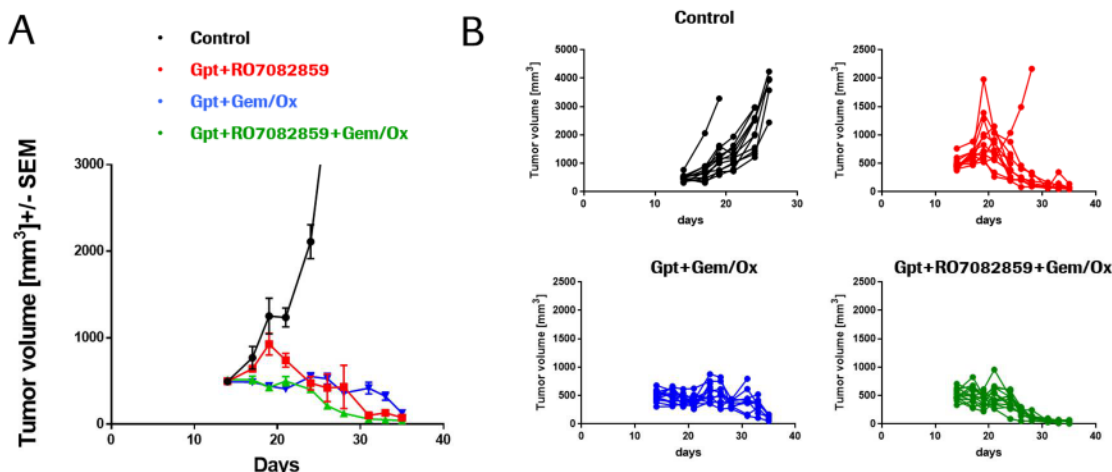 A
Control
Gpt+RO7082859
Gpt+Gem/Ox
Gpt+RO7082859+Gem/Ox
Tumor volume [mm³]+/- SEM
3000
2000
1000
0
0 10 20 30 40
Days
B
Control
Tumor volume [mm³]
5000
4000
3000
2000
1000
0
0 10 20 30
days
Tumor volume [mm³]
2500
2000
1500
1000
500
0
0 10 20 30 40
days
Gpt+Gem/Ox
Tumor volume [mm³]
2500
2000
1500
1000
500
0
0 10 20 30 40
days
Gpt+RO7082859+Gem/Ox
Tumor volume [mm³]
2500
2000
1500
1000
500
0
0 10 20 30 40
days